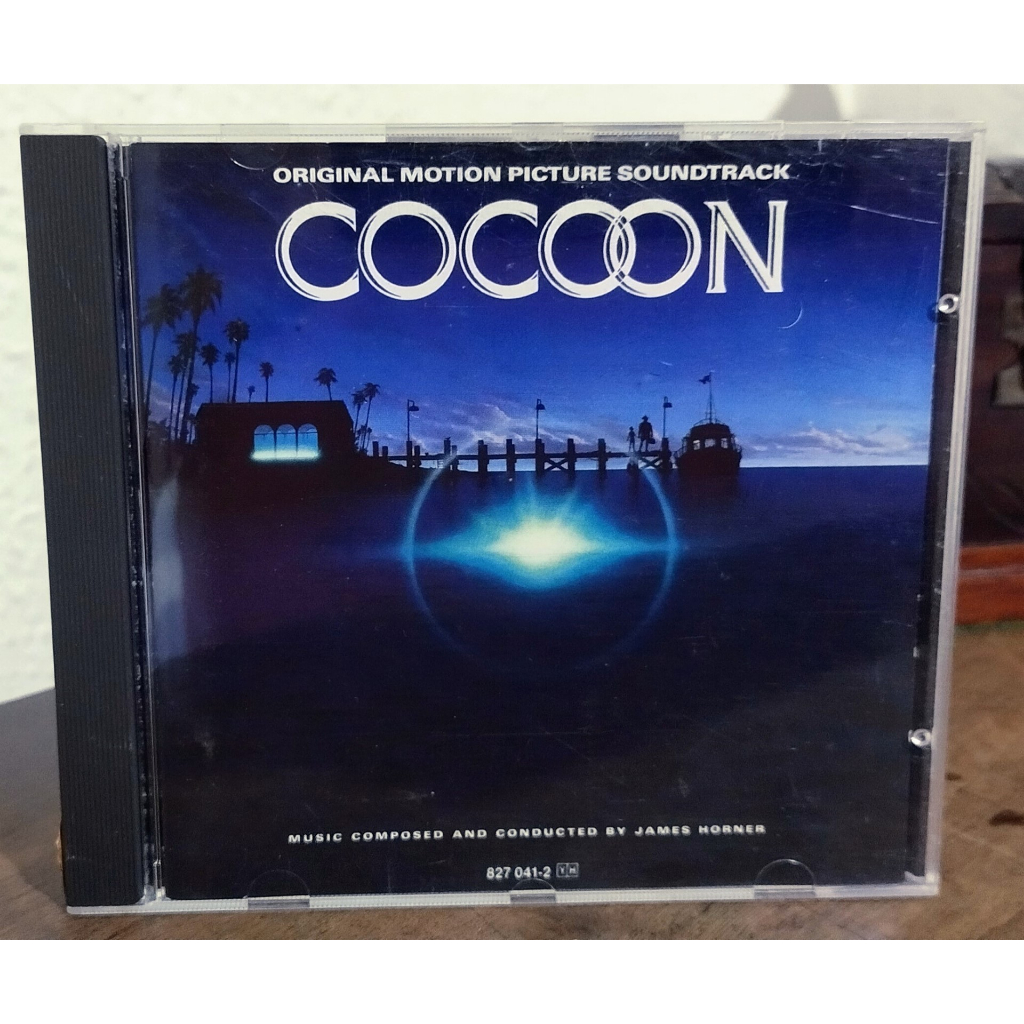 ORIGINAL MOTION PICTURE SOUNDTRACK
COCOON
MUSIC COMPOSED AND CONDUCTED BY JAMES HORNER
827 041-2 Y H